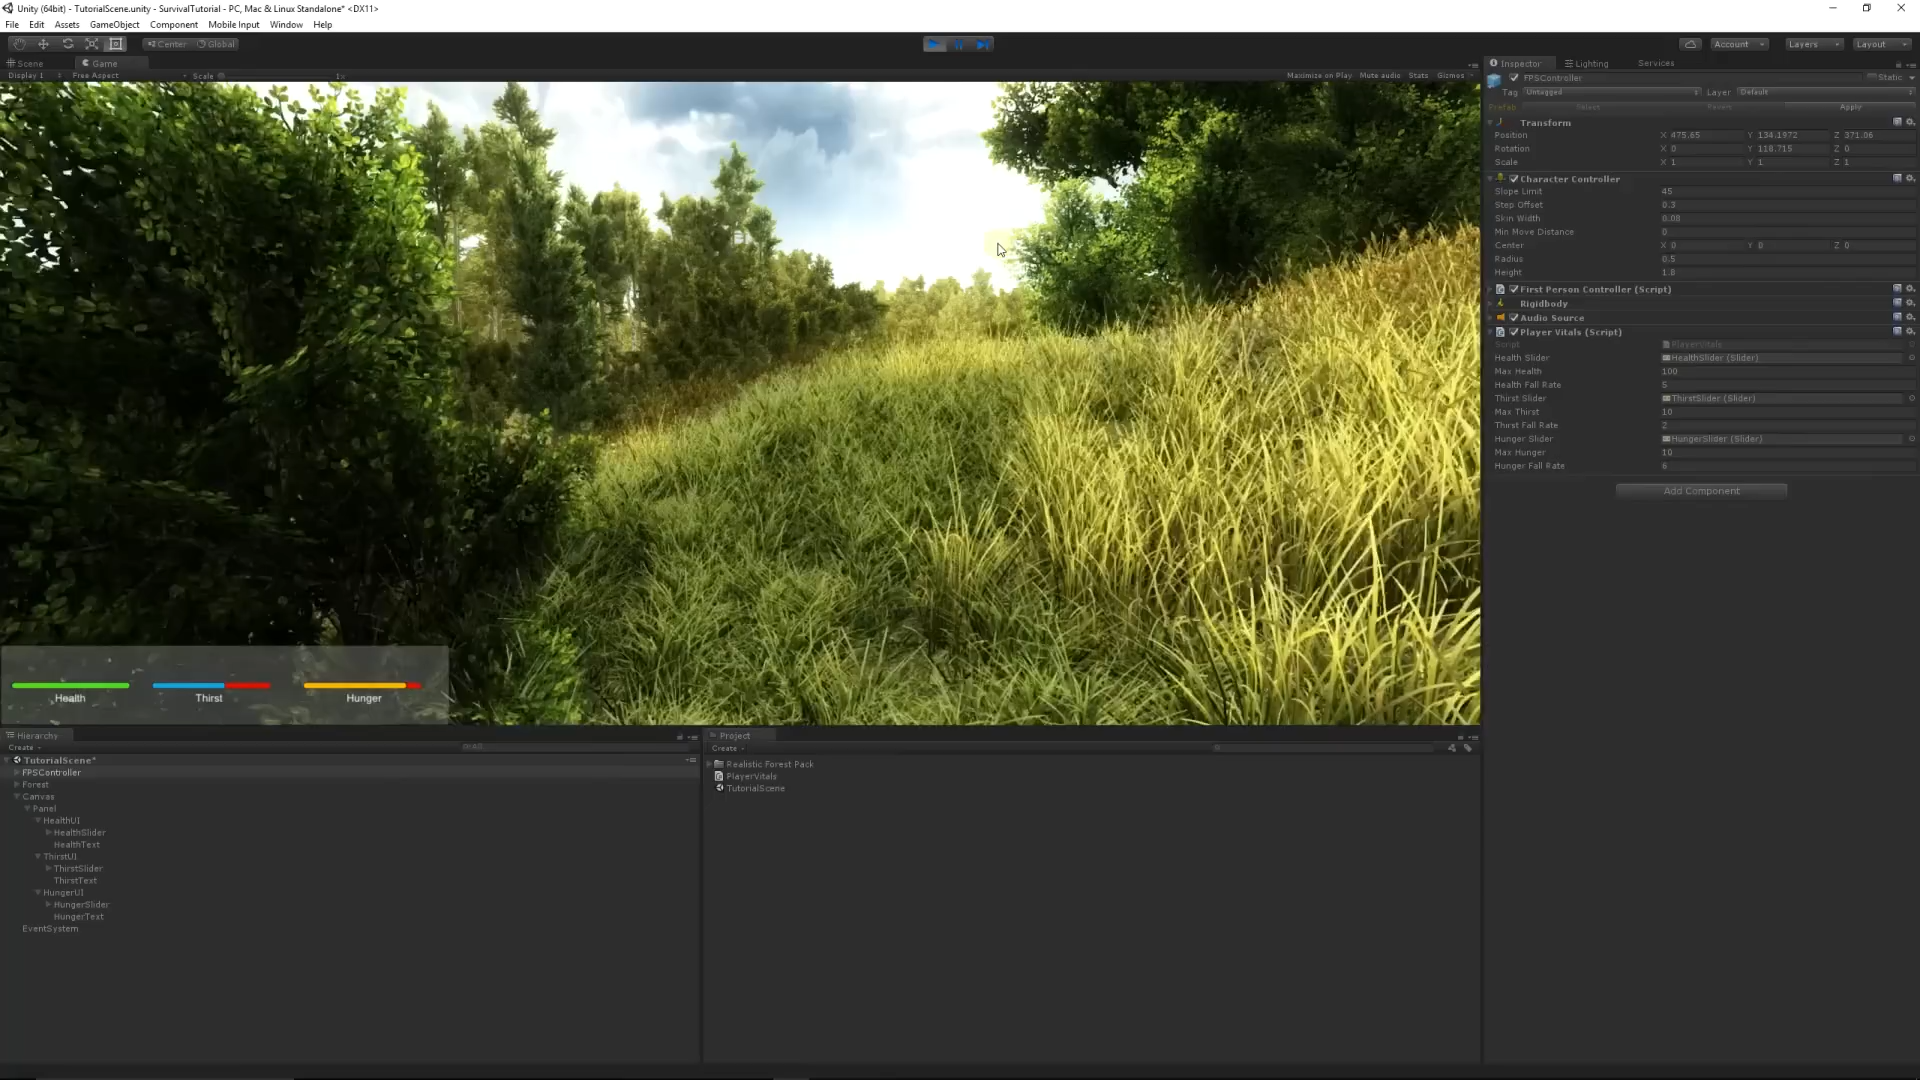 Unity (64bit) - TutorialScene.unity - SurvivalTutorial - PC, Mac & Linux Standalone* <DX11>
File Edit Assets GameObject Component Mobile Input Window Help
Center Global
Account Layers Layout
Scene Game
Display 1 Free Aspect Scale 1x
Maximize on Play Mute audio Stats Gizmos
Health Thirst Hunger
Inspector Lighting Services
FPSController Static
Tag Untagged Layer Default
Prefab Select Revert Apply
Transform
Position X 475.65 Y 134.1972 Z 371.06
Rotation X 0 Y 118.715 Z 0
Scale X 1 Y 1 Z 1
Character Controller
Slope Limit 45
Step Offset 0.3
Skin Width 0.08
Min Move Distance 0
Center X 0 Y 0 Z 0
Radius 0.5
Height 1.8
First Person Controller (Script)
Rigidbody
Audio Source
Player Vitals (Script)
Script PlayerVitals
Health Slider HealthSlider (Slider)
Max Health 100
Health Fall Rate 5
Thirst Slider ThirstSlider (Slider)
Max Thirst 10
Thirst Fall Rate 2
Hunger Slider HungerSlider (Slider)
Max Hunger 10
Hunger Fall Rate 6
Add Component
Hierarchy
Create
TutorialScene*
FPSController
Forest
Canvas
Panel
HealthUI
HealthSlider
HealthText
ThirstUI
ThirstSlider
ThirstText
HungerUI
HungerSlider
HungerText
EventSystem
Project
Create
Realistic Forest Pack
PlayerVitals
TutorialScene